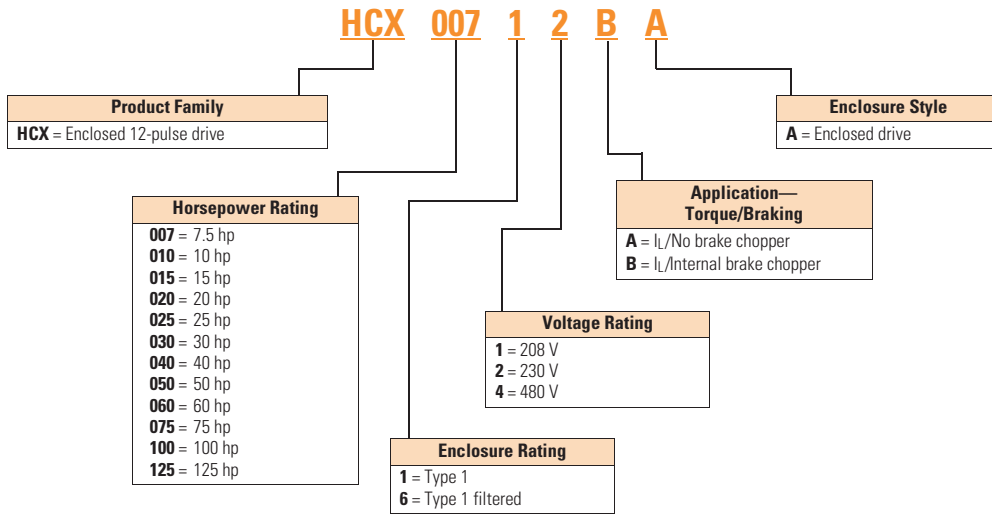 HCX 007 1 2 B A
Product Family
HCX = Enclosed 12-pulse drive
Enclosure Style
A = Enclosed drive
Horsepower Rating
007 = 7.5 hp
010 = 10 hp
015 = 15 hp
020 = 20 hp
025 = 25 hp
030 = 30 hp
040 = 40 hp
050 = 50 hp
060 = 60 hp
075 = 75 hp
100 = 100 hp
125 = 125 hp
Application—
Torque/Braking
A = IL/No brake chopper
B = IL/Internal brake chopper
Voltage Rating
1 = 208 V
2 = 230 V
4 = 480 V
Enclosure Rating
1 = Type 1
6 = Type 1 filtered